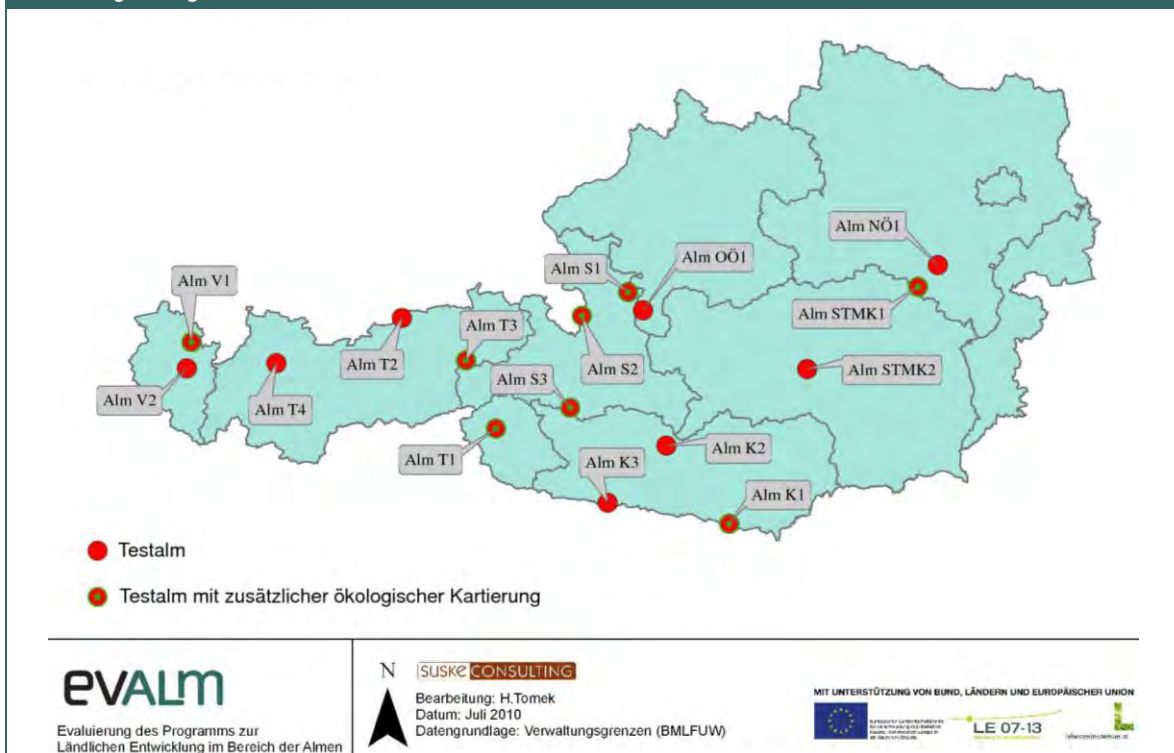 Alm NÖ1
Alm OÖ1
Alm S1
Alm V1
Alm STMK1
Alm T3
Alm T2
Alm S2
Alm STMK2
Alm S3
Alm V2
Alm T4
Alm K2
Alm T1
Alm K3
Alm K1
Testalm
Testalm mit zusätzlicher ökologischer Kartierung
evALM
Evaluierung des Programms zur
Ländlichen Entwicklung im Bereich der Almen
N
SUSKE CONSULTING
Bearbeitung: H.Tomek
Datum: Juli 2010
Datengrundlage: Verwaltungsgrenzen (BMLFUW)
MIT UNTERSTÜTZUNG VON BUND, LÄNDERN UND EUROPÄISCHER UNION
LE 07-13
lebensministerium.at